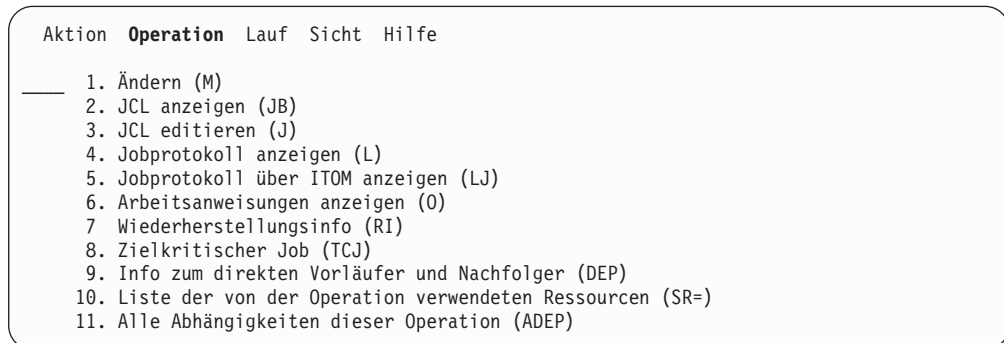 Aktion Operation Lauf Sicht Hilfe
____ 1. Ändern (M)
2. JCL anzeigen (JB)
3. JCL editieren (J)
4. Jobprotokoll anzeigen (L)
5. Jobprotokoll über ITOM anzeigen (LJ)
6. Arbeitsanweisungen anzeigen (O)
7 Wiederherstellungsinfo (RI)
8. Zielkritischer Job (TCJ)
9. Info zum direkten Vorläufer und Nachfolger (DEP)
10. Liste der von der Operation verwendeten Ressourcen (SR=)
11. Alle Abhängigkeiten dieser Operation (ADEP)